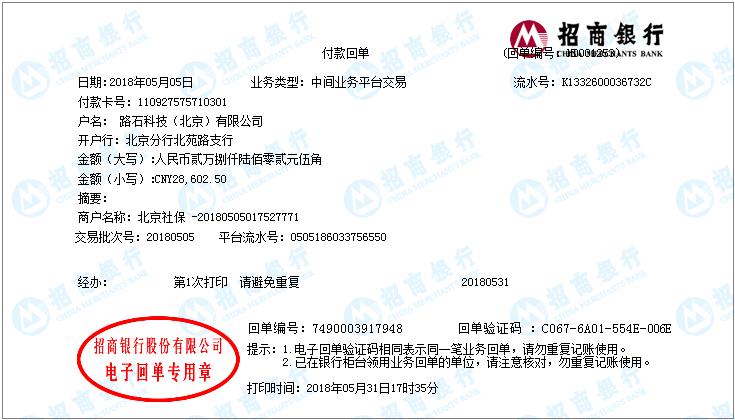 招商银行
CHINA MERCHANTS BANK
付款回单
日期:2018年05月05日 业务类型：中间业务平台交易 流水号：K1332600036732C
付款卡号：110927575710301
户名： 路石科技（北京）有限公司
开户行：北京分行北苑路支行
金额（大写）:人民币贰万捌仟陆佰零贰元伍角
金额（小写）:CNY28,602.50
摘要：
商户名称：北京社保 -20180505017527771
交易批次号：20180505 平台流水号：0505186033756550
经办： 第1次打印 请避免重复 20180531
回单编号：7490003917948 回单验证码 ：C067-6A01-554E-006E
招商银行股份有限公司
电子回单专用章
提示：1.电子回单验证码相同表示同一笔业务回单，请勿重复记账使用。
2.已在银行柜台领用业务回单的单位，请注意核对，勿重复记账使用。
打印时间：2018年05月31日17时35分